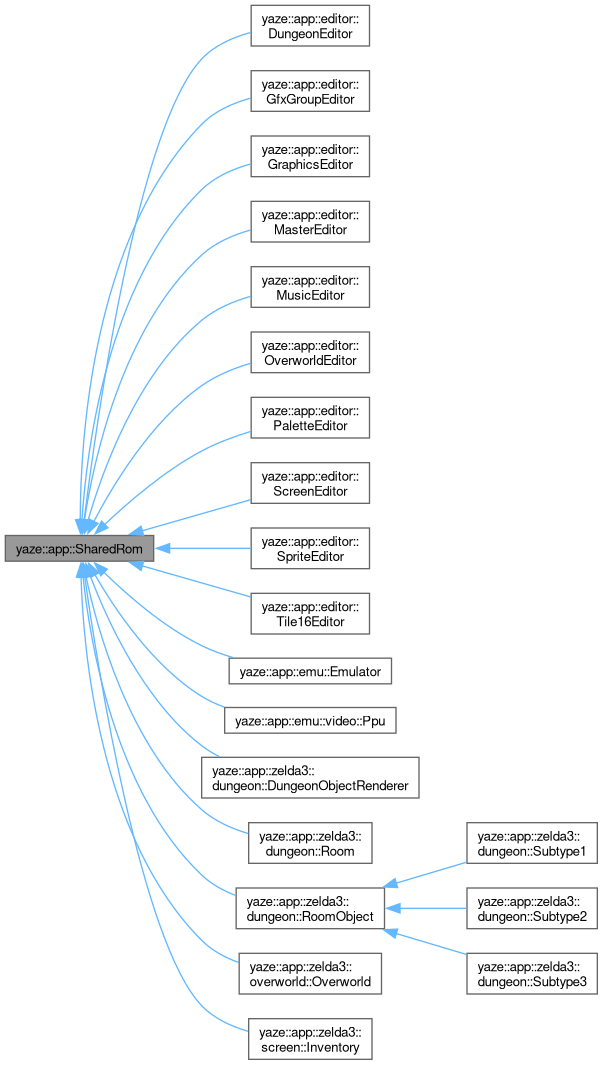 yaze::app::editor::
DungeonEditor
yaze::app::editor::
GfxGroupEditor
yaze::app::editor::
GraphicsEditor
yaze::app::editor::
MasterEditor
yaze::app::editor::
MusicEditor
yaze::app::editor::
OverworldEditor
yaze::app::editor::
PaletteEditor
yaze::app::editor::
ScreenEditor
yaze::app::SharedRom
yaze::app::editor::
SpriteEditor
yaze::app::editor::
Tile16Editor
yaze::app::emu::Emulator
yaze::app::emu::video::Ppu
yaze::app::zelda3::
dungeon::DungeonObjectRenderer
yaze::app::zelda3::
dungeon::Room
yaze::app::zelda3::
dungeon::RoomObject
yaze::app::zelda3::
dungeon::Subtype1
yaze::app::zelda3::
dungeon::Subtype2
yaze::app::zelda3::
dungeon::Subtype3
yaze::app::zelda3::
overworld::Overworld
yaze::app::zelda3::
screen::Inventory